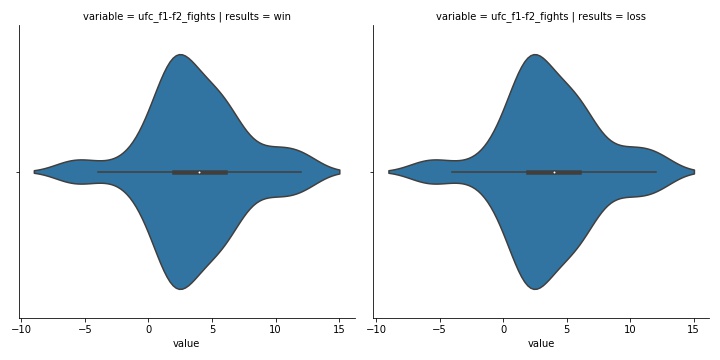 variable = ufc_f1-f2_fights | results = win
variable = ufc_f1-f2_fights | results = loss
−10 −5 0 5 10 15
−10 −5 0 5 10 15
value
value